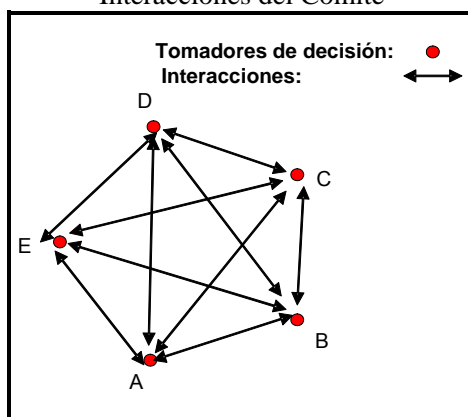 Interacciones del Comité
Tomadores de decisión:
Interacciones:
D
C
E
B
A